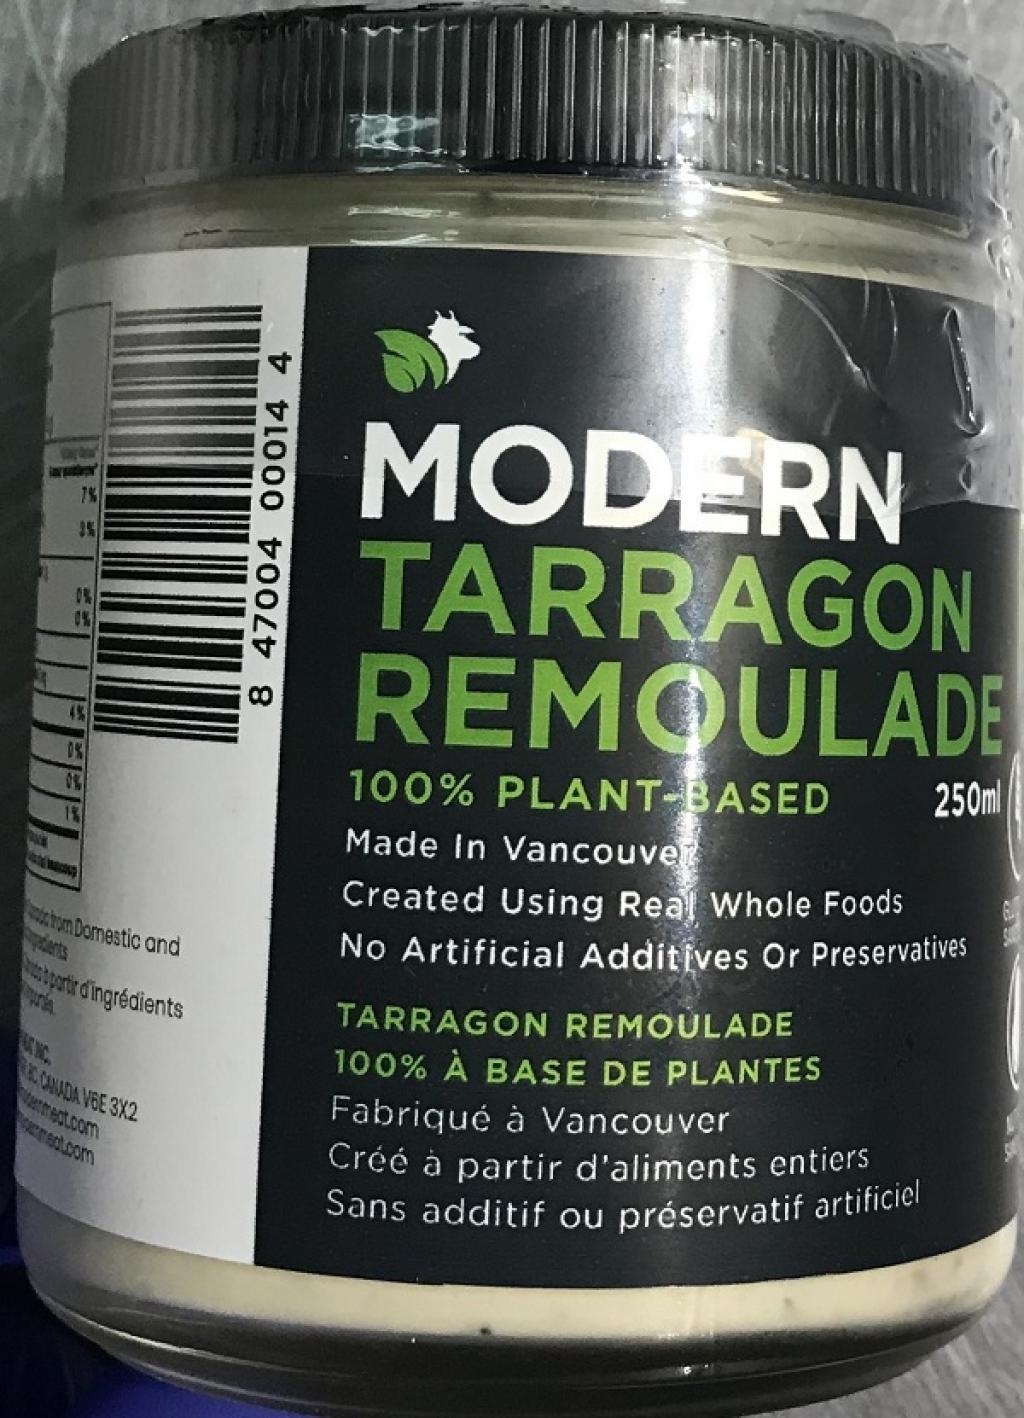 MODERN
TARRAGON
REMOULADE
100% PLANT-BASED
250ml
Made In Vancouver
Created Using Real Whole Foods
No Artificial Additives Or Preservatives
TARRAGON REMOULADE
100% À BASE DE PLANTES
Fabriqué à Vancouver
Créé à partir d'aliments entiers
Sans additif ou préservatif artificiel
8 47004 00014 4
7%
3%
0%
0%
4%
0%
0%
1%
from Domestic and
à partir d'ingrédients
INC.
BC, CANADA V6E 3X2